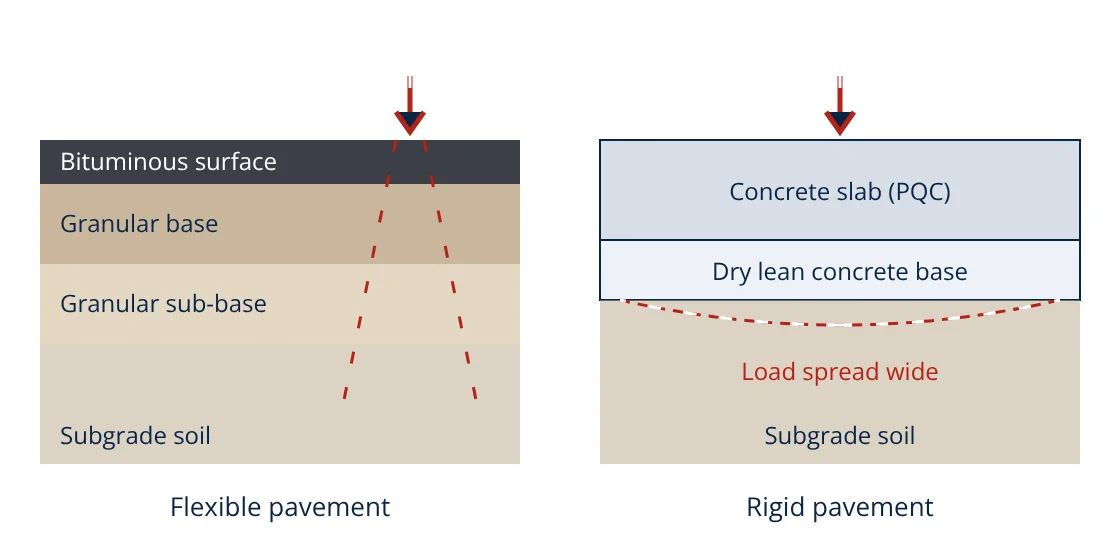 Bituminous surface
Granular base
Granular sub-base
Subgrade soil
Flexible pavement
Concrete slab (PQC)
Dry lean concrete base
Load spread wide
Subgrade soil
Rigid pavement